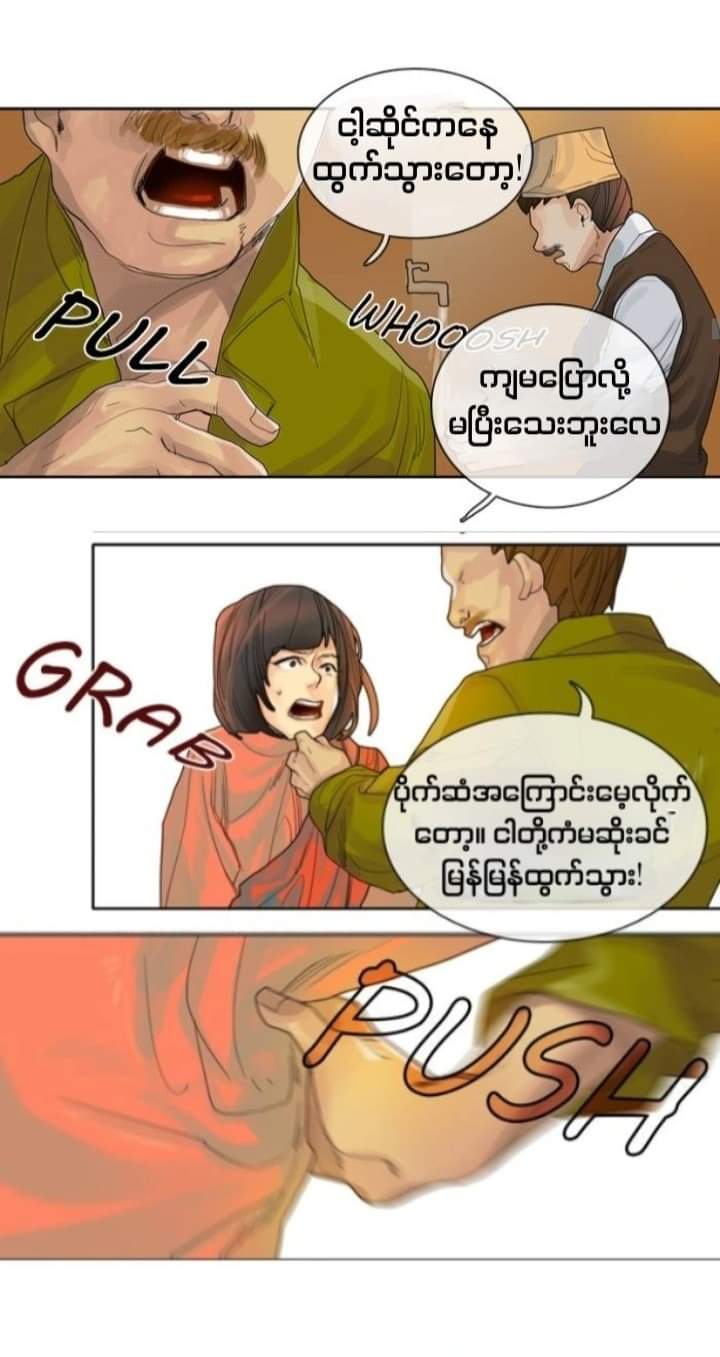 ငါ့ဆိုင်ကနေ
ထွက်သွားတော့!
PULL
WHOOOSH
ကျမပြောလို့
မပြီးသေးဘူးလေ
GRAB
ပိုက်ဆံအကြောင်းမေ့လိုက်
တော့။ ငါတို့ကံမဆိုးခင်
မြန်မြန်ထွက်သွား!
PUSH